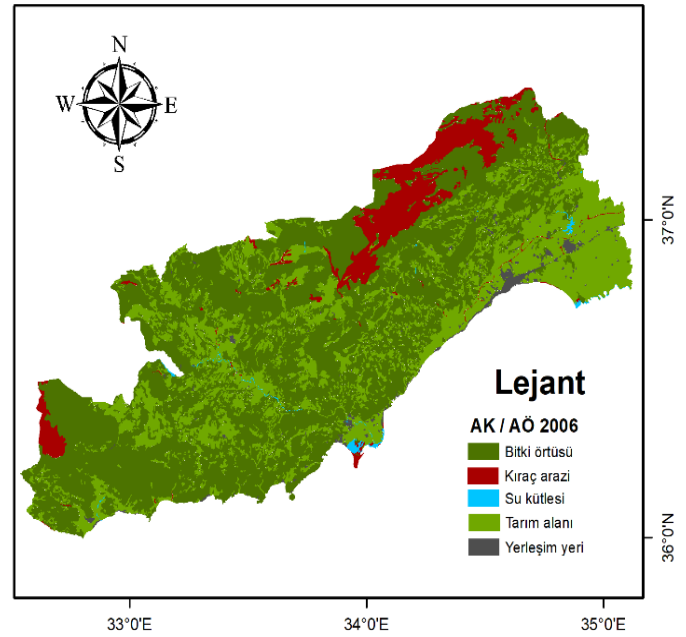 N
W E
S
37°0'N
Lejant
AK / AÖ 2006
Bitki örtüsü
Kıraç arazi
Su kütlesi
Tarım alanı
Yerleşim yeri
36°0'N
33°0'E 34°0'E 35°0'E